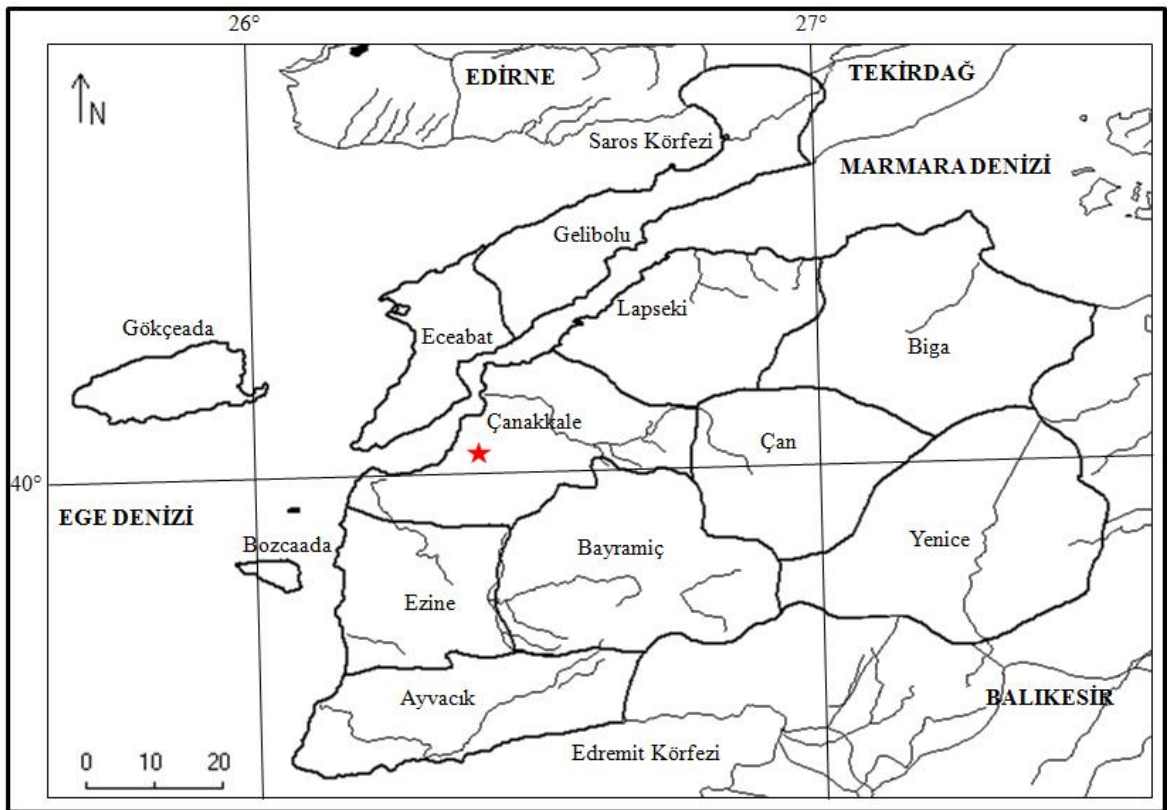 26°
27°
N
EDİRNE
TEKİRDAĞ
Saros Körfezi
MARMARA DENİZİ
Gelibolu
Lapseki
Gökçeada
Eceabat
Biga
Çanakkale
Çan
40°
EGE DENİZİ
Bozcaada
Bayramiç
Yenice
Ezine
Ayvacık
BALIKESİR
Edremit Körfezi
0 10 20